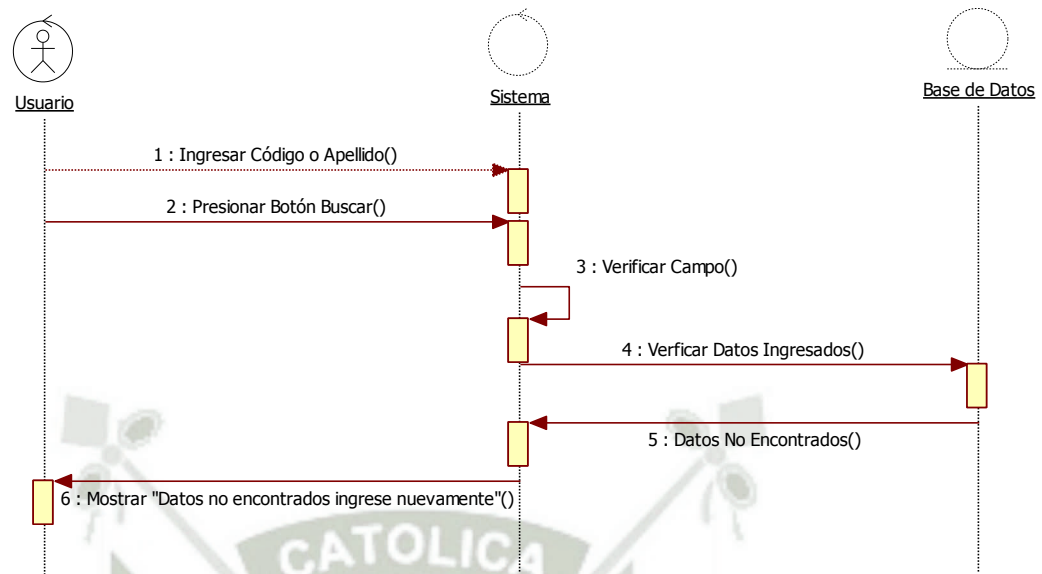 Usuario
Sistema
Base de Datos
1 : Ingresar Código o Apellido()
2 : Presionar Botón Buscar()
3 : Verificar Campo()
4 : Verficar Datos Ingresados()
5 : Datos No Encontrados()
6 : Mostrar "Datos no encontrados ingrese nuevamente"()
CATOLICA